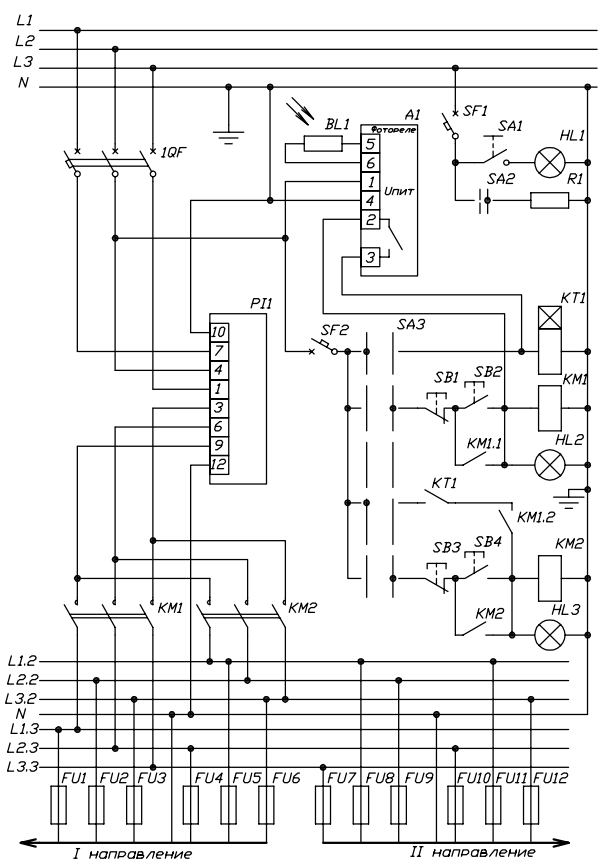 L1
L2
L3
N
A1
Фотореле
BL1
5
6
1
Uпит
4
2
3
SF1
SA1
HL1
SA2
R1
1QF
PI1
10
7
4
1
3
6
9
12
SF2
SA3
KT1
SB1
SB2
KM1
KM1.1
HL2
KT1
KM1.2
SB3
SB4
KM2
KM2
HL3
KM1
KM2
L1.2
L2.2
L3.2
N
L1.3
L2.3
L3.3
FU1 FU2 FU3 FU4 FU5 FU6 FU7 FU8 FU9 FU10 FU11 FU12
I направление
II направление